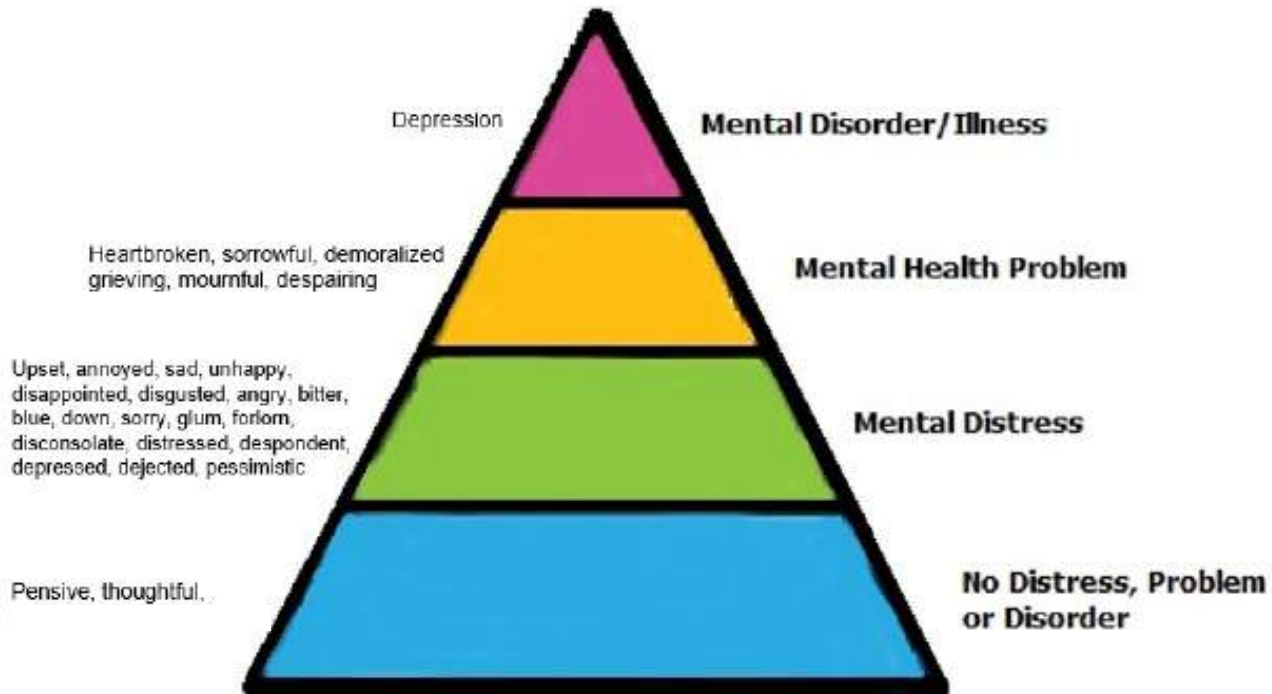 Depression
Mental Disorder/Illness
Heartbroken, sorrowful, demoralized
grieving, mournful, despairing
Mental Health Problem
Upset, annoyed, sad, unhappy,
disappointed, disgusted, angry, bitter,
blue, down, sorry, glum, forlorn,
disconsolate, distressed, despondent,
depressed, dejected, pessimistic
Mental Distress
Pensive, thoughtful,
No Distress, Problem
or Disorder